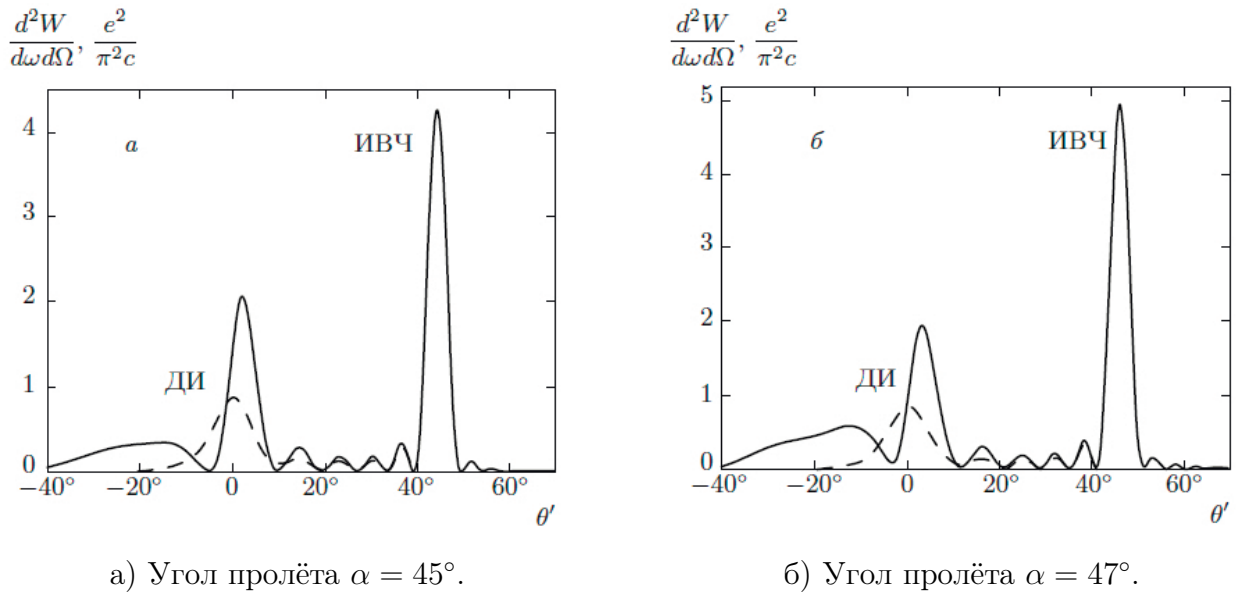 d²W/dωdΩ, e²/π²c
а
ИВЧ
ДИ
4
3
2
1
0
−40° −20° 0 20° 40° 60°
θ′
d²W/dωdΩ, e²/π²c
б
ИВЧ
ДИ
5
4
3
2
1
0
−40° −20° 0 20° 40° 60°
θ′
а) Угол пролёта α = 45°.
б) Угол пролёта α = 47°.